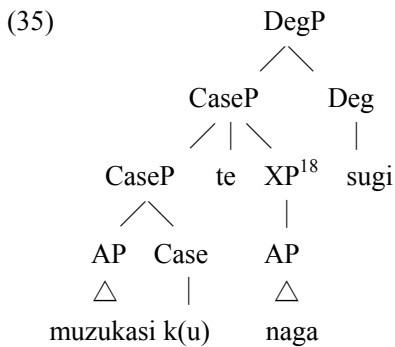 (35) DegP
CaseP Deg
CaseP te XP18 sugi
AP Case AP
muzukasi k(u) naga